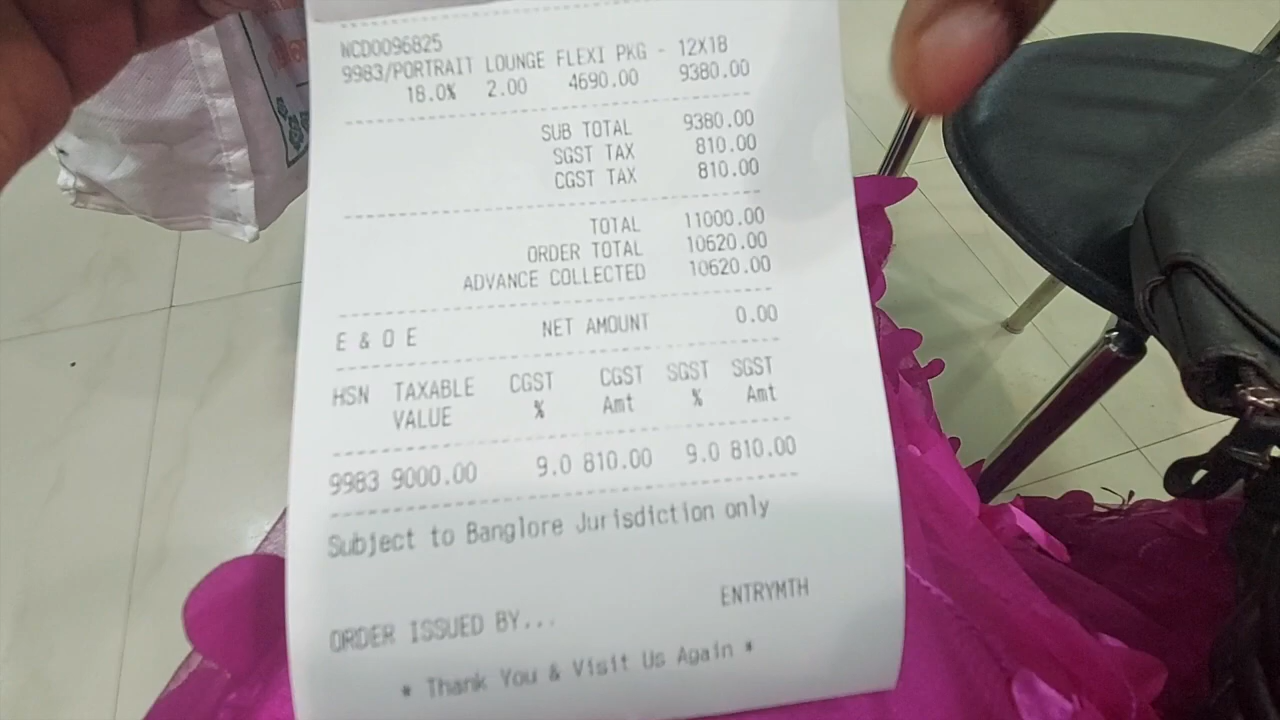 NCD0096825
9983/PORTRAIT LOUNGE FLEXI PKG - 12X18
18.0% 2.00 4690.00 9380.00
SUB TOTAL 9380.00
SGST TAX 810.00
CGST TAX 810.00
TOTAL 11000.00
ORDER TOTAL 10620.00
ADVANCE COLLECTED 10620.00
E & O E NET AMOUNT 0.00
HSN TAXABLE CGST CGST SGST SGST
VALUE % Amt % Amt
9983 9000.00 9.0 810.00 9.0 810.00
Subject to Banglore Jurisdiction only
ENTRYMTH
ORDER ISSUED BY...
* Thank You & Visit Us Again *